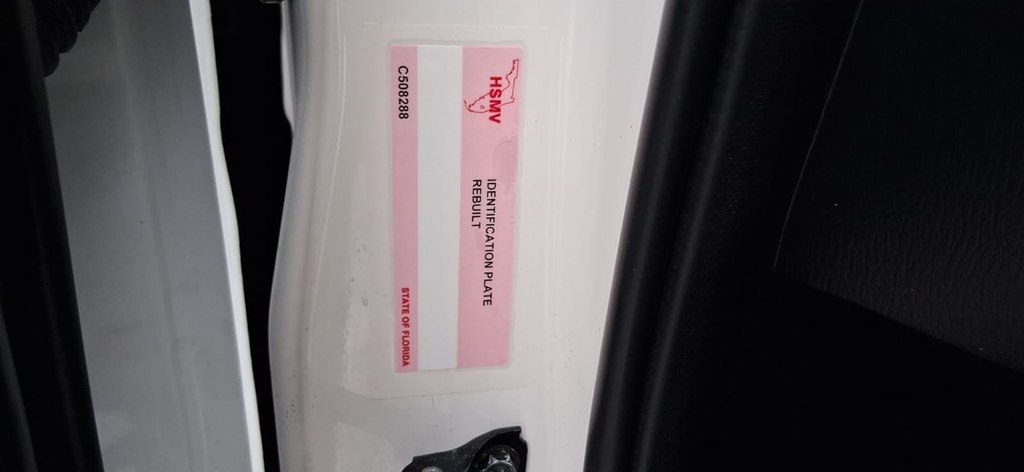 HSMV
IDENTIFICATION PLATE
REBUILT
C508288
STATE OF FLORIDA